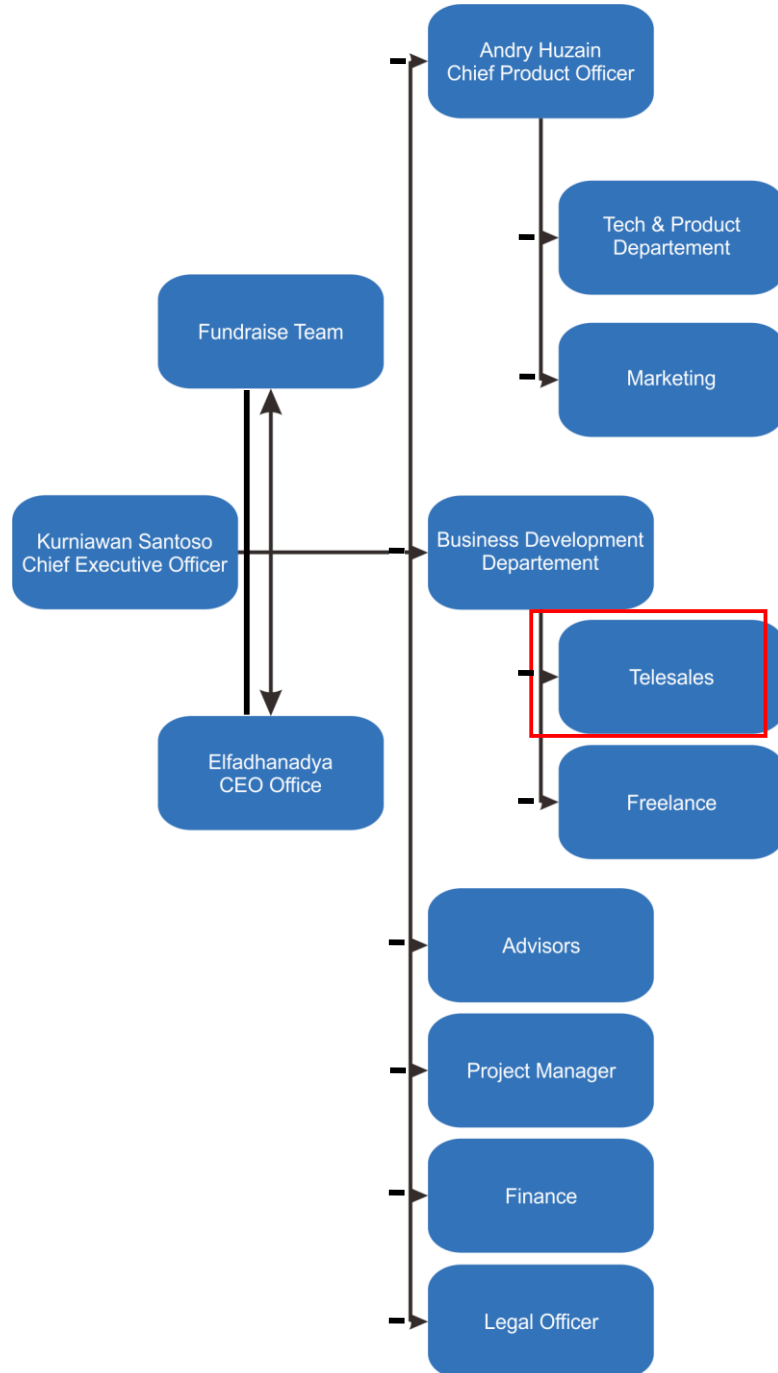 Andry Huzain
Chief Product Officer
Tech & Product
Departement
Marketing
Fundraise Team
Kurniawan Santoso
Chief Executive Officer
Elfadhanadya
CEO Office
Business Development
Departement
Telesales
Freelance
Advisors
Project Manager
Finance
Legal Officer